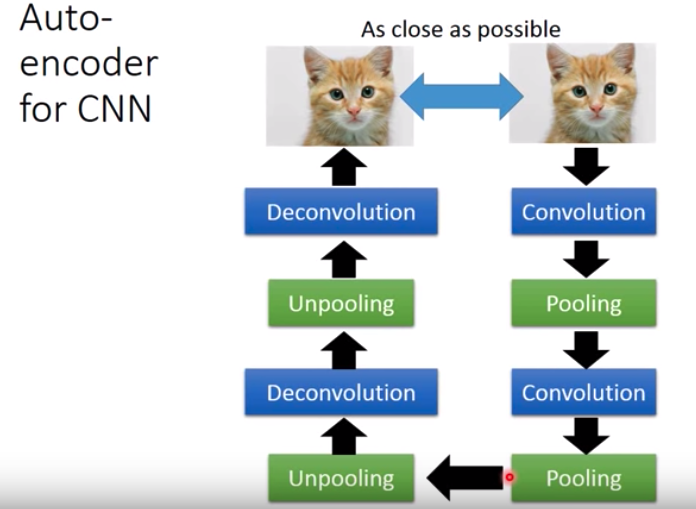 Auto-
encoder
for CNN
As close as possible
Deconvolution
Convolution
Unpooling
Pooling
Deconvolution
Convolution
Unpooling
Pooling